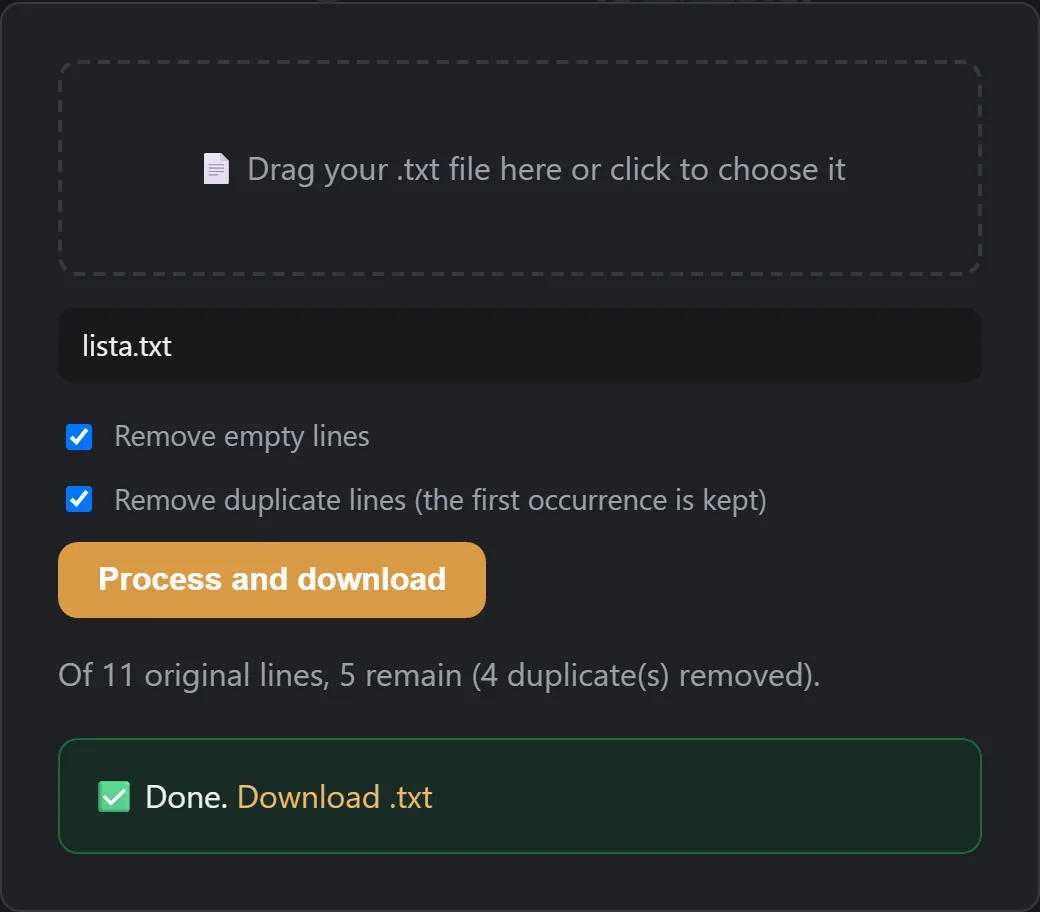 Drag your .txt file here or click to choose it
lista.txt
Remove empty lines
Remove duplicate lines (the first occurrence is kept)
Process and download
Of 11 original lines, 5 remain (4 duplicate(s) removed).
Done. Download .txt